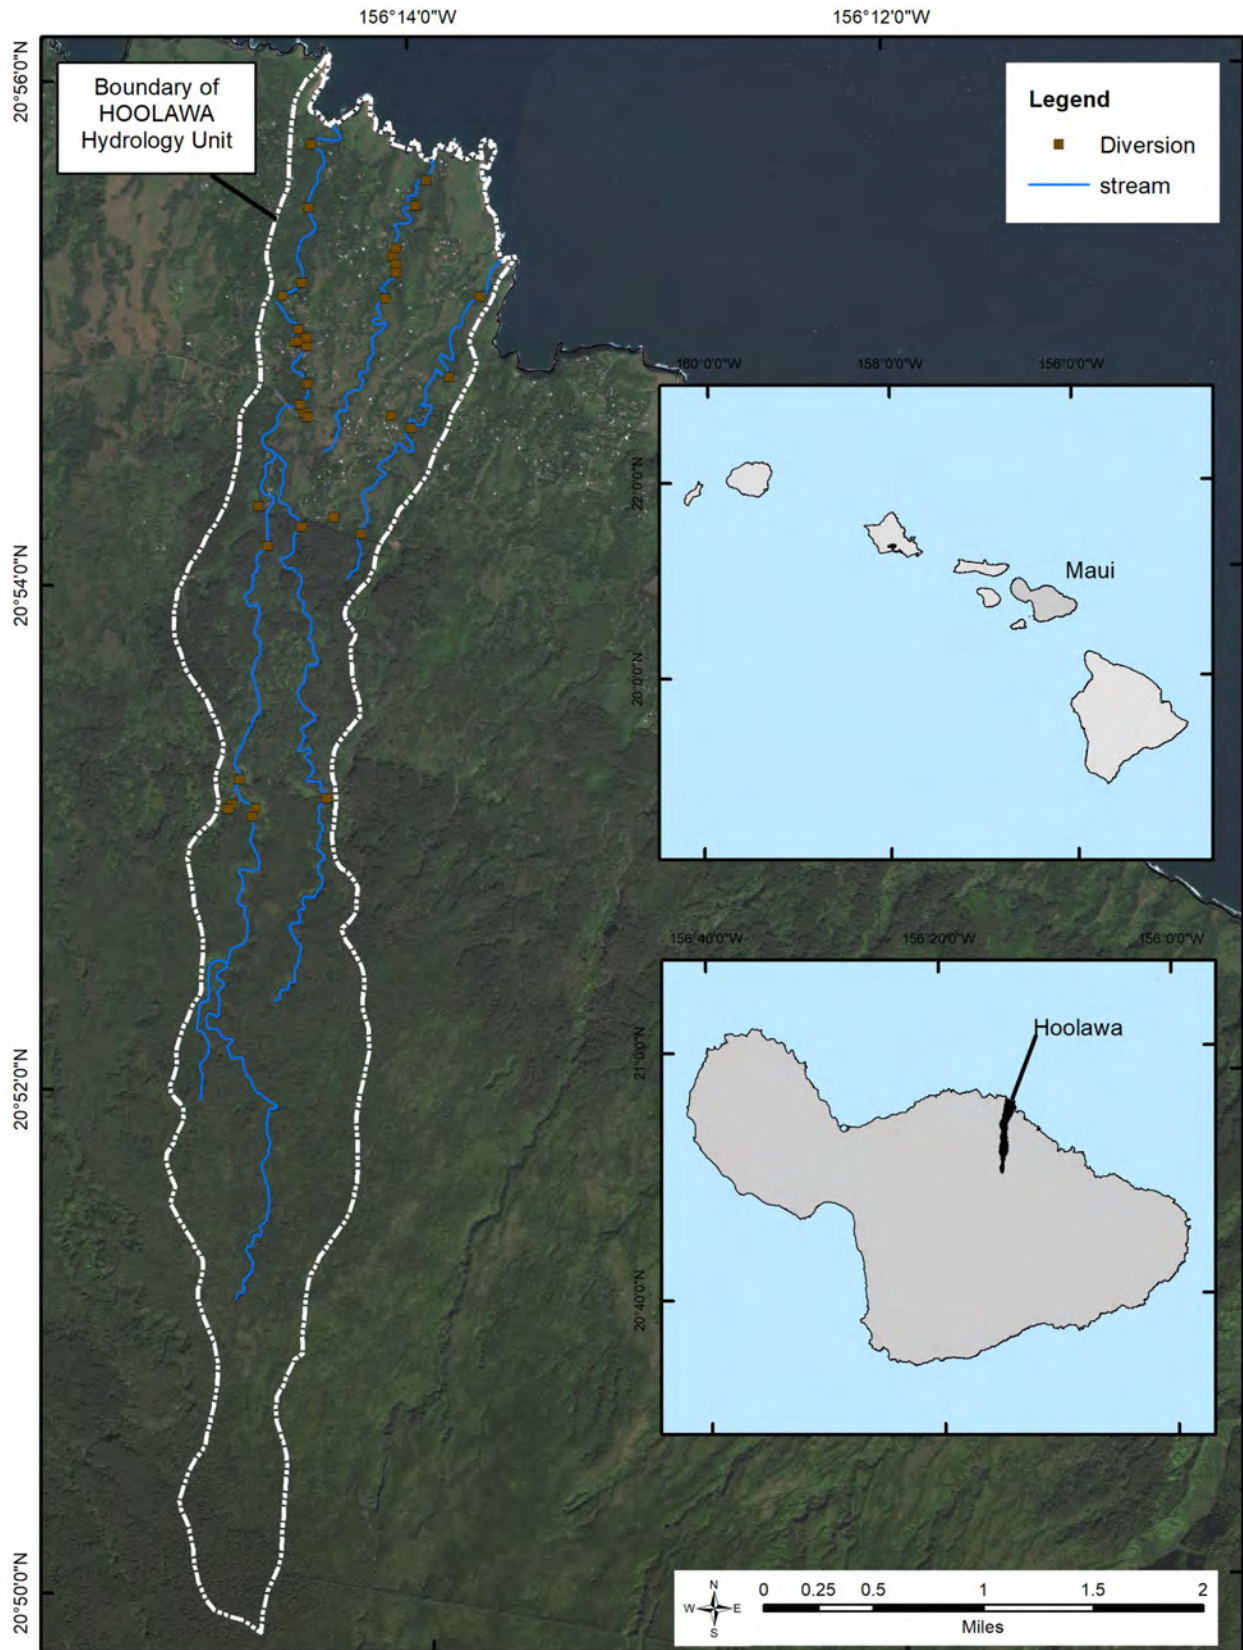 156°14'0"W
156°12'0"W
20°56'0"N
20°54'0"N
20°52'0"N
20°50'0"N
Boundary of
HOOLAWA
Hydrology Unit
Legend
Diversion
stream
160°0'0"W
158°0'0"W
156°0'0"W
22°0'0"N
20°0'0"N
Maui
156°40'0"W
156°20'0"W
156°0'0"W
21°0'0"N
20°40'0"N
Hoolawa
N
W E
S
0 0.25 0.5 1 1.5 2
Miles